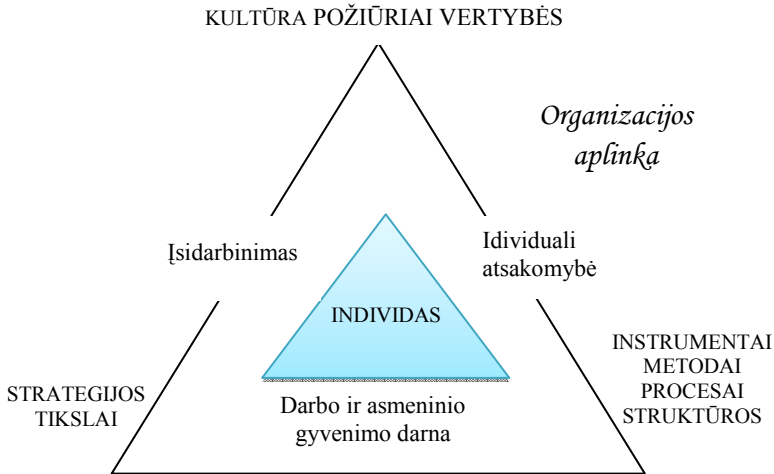 KULTŪRA POŽIŪRIAI VERTYBĖS
Organizacijos
aplinka
Įsidarbinimas
Idividuali
atsakomybė
INDIVIDAS
INSTRUMENTAI
METODAI
PROCESAI
STRUKTŪROS
STRATEGIJOS
TIKSLAI
Darbo ir asmeninio
gyvenimo darna